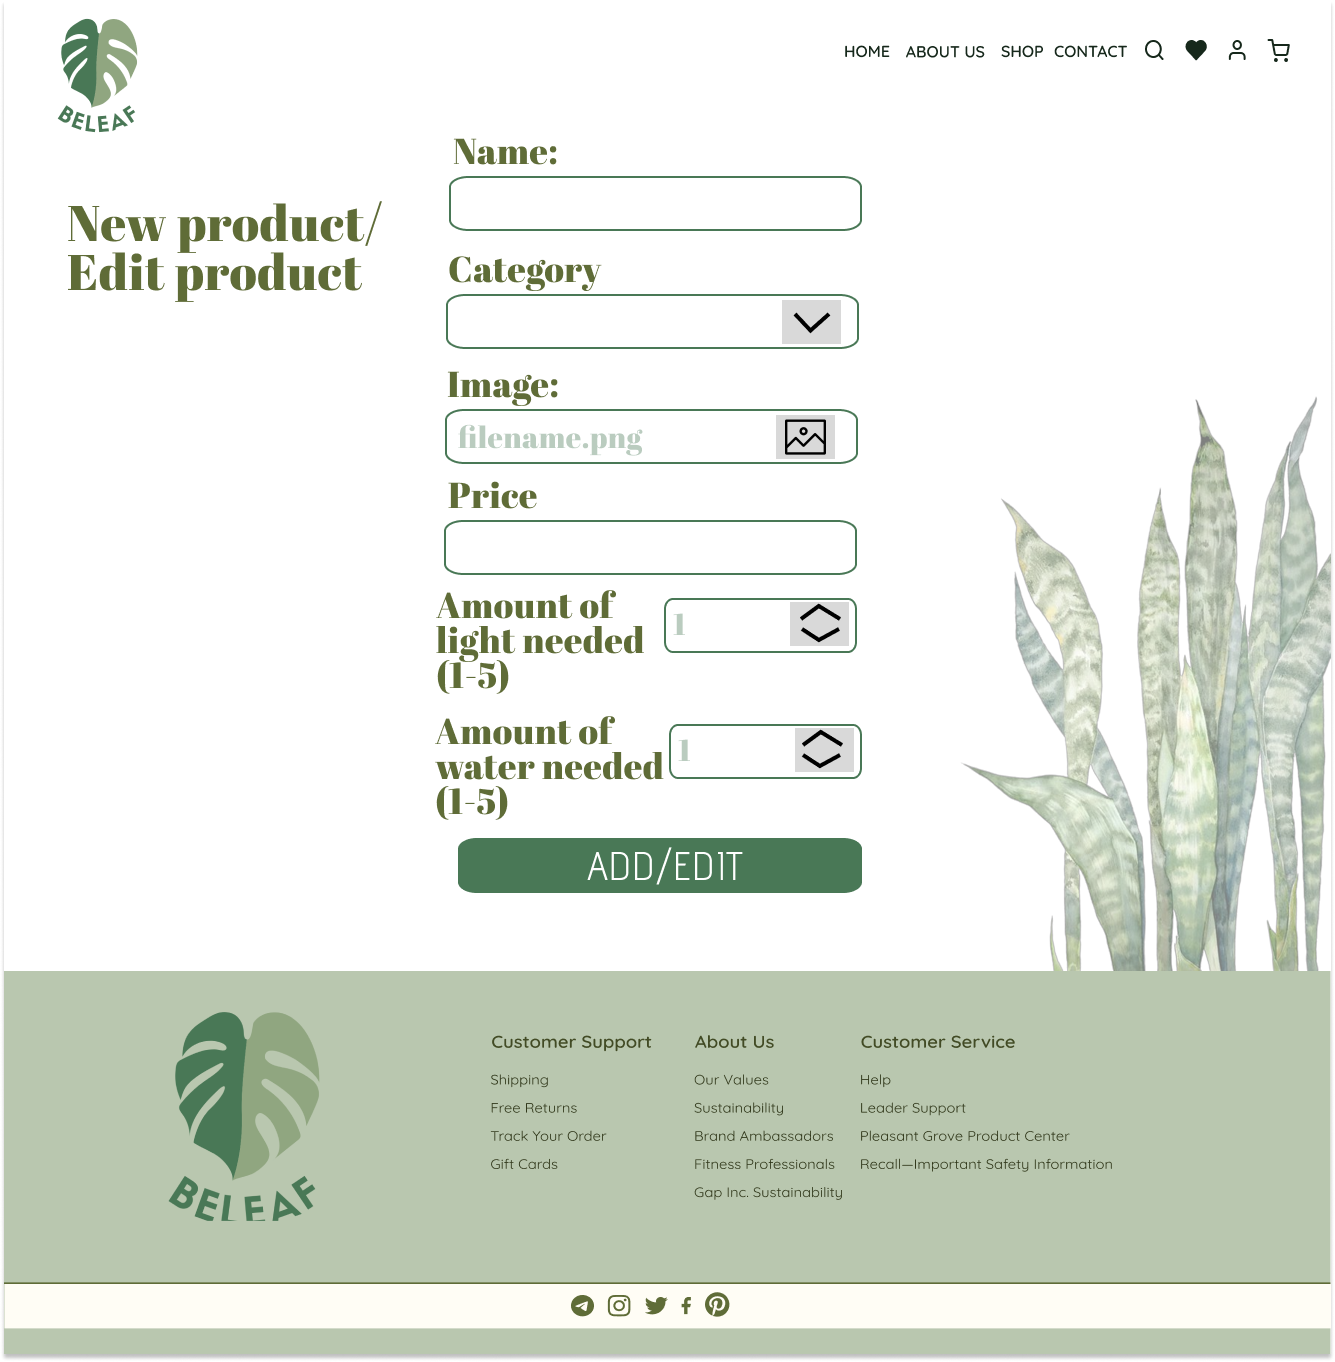 BELEAF
HOME ABOUT US SHOP CONTACT
New product/
Edit product
Name:
Category
Image:
filename.png
Price
Amount of
light needed
(1-5)
1
Amount of
water needed
(1-5)
1
ADD/EDIT
BELEAF
Customer Support
Shipping
Free Returns
Track Your Order
Gift Cards
About Us
Our Values
Sustainability
Brand Ambassadors
Fitness Professionals
Gap Inc. Sustainability
Customer Service
Help
Leader Support
Pleasant Grove Product Center
Recall—Important Safety Information